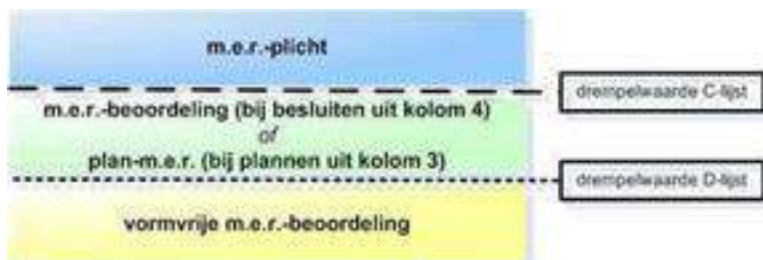 m.e.r.-plicht
drempelwaarde C-lijst
m.e.r.-beoordeling (bij besluiten uit kolom 4)
of
plan-m.e.r. (bij plannen uit kolom 3)
drempelwaarde D-lijst
vormvrije m.e.r.-beoordeling